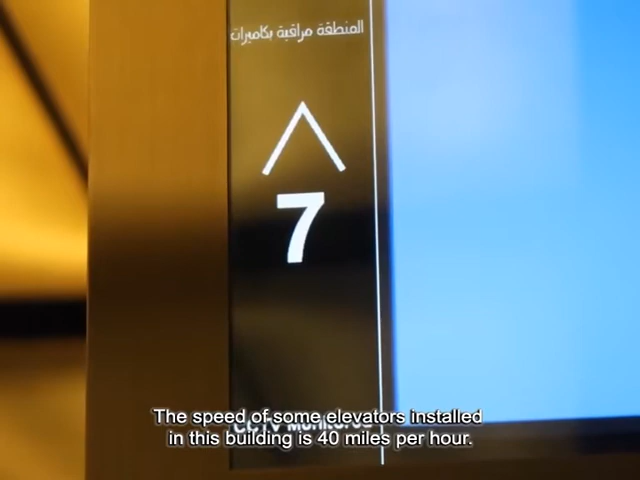 المنطقة مراقبة بكاميرات
7
CCTV Monitored
The speed of some elevators installed
in this building is 40 miles per hour.